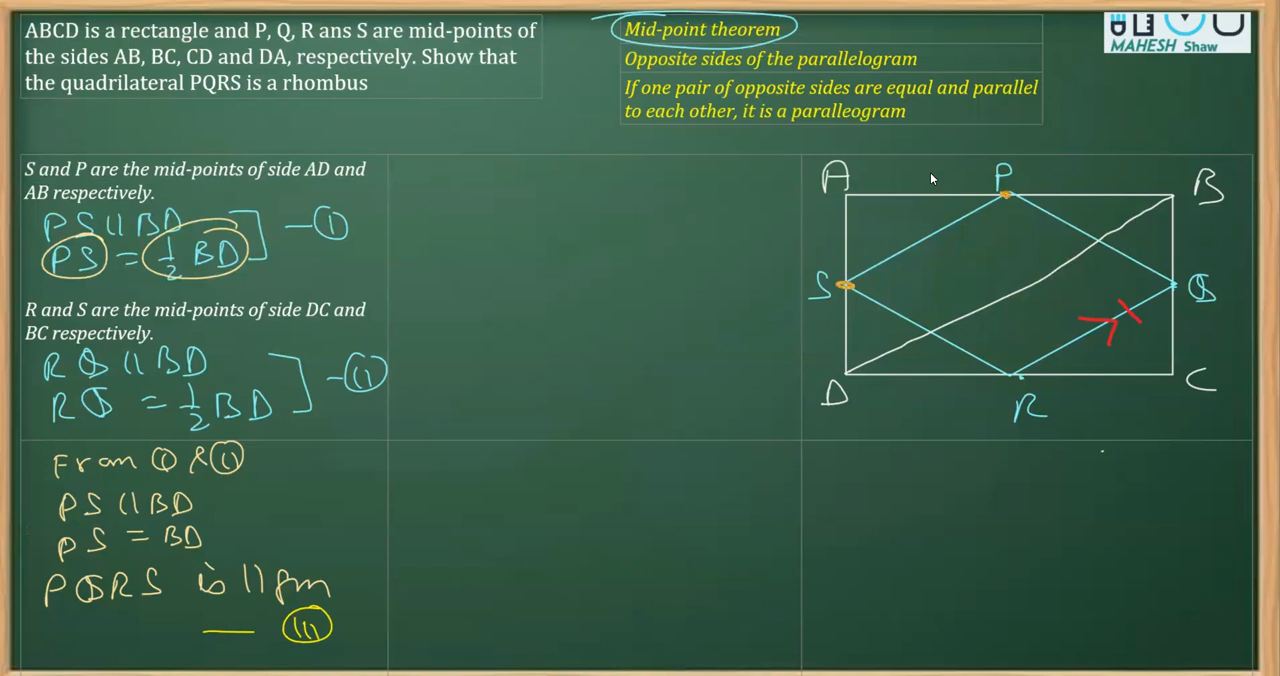 ABCD is a rectangle and P, Q, R ans S are mid-points of
the sides AB, BC, CD and DA, respectively. Show that
the quadrilateral PQRS is a rhombus
Mid-point theorem
Opposite sides of the parallelogram
If one pair of opposite sides are equal and parallel
to each other, it is a paralleogram
MAHESH Shaw
S and P are the mid-points of side AD and
AB respectively.
PS || BD
PS = 1/2 BD — (I)
R and S are the mid-points of side DC and
BC respectively.
RQ || BD
RQ = 1/2 BD — (II)
From (I) & (II)
PS || BD
PS = BD
PQRS is ||gm
— (III)
A P B
S Q
D R C